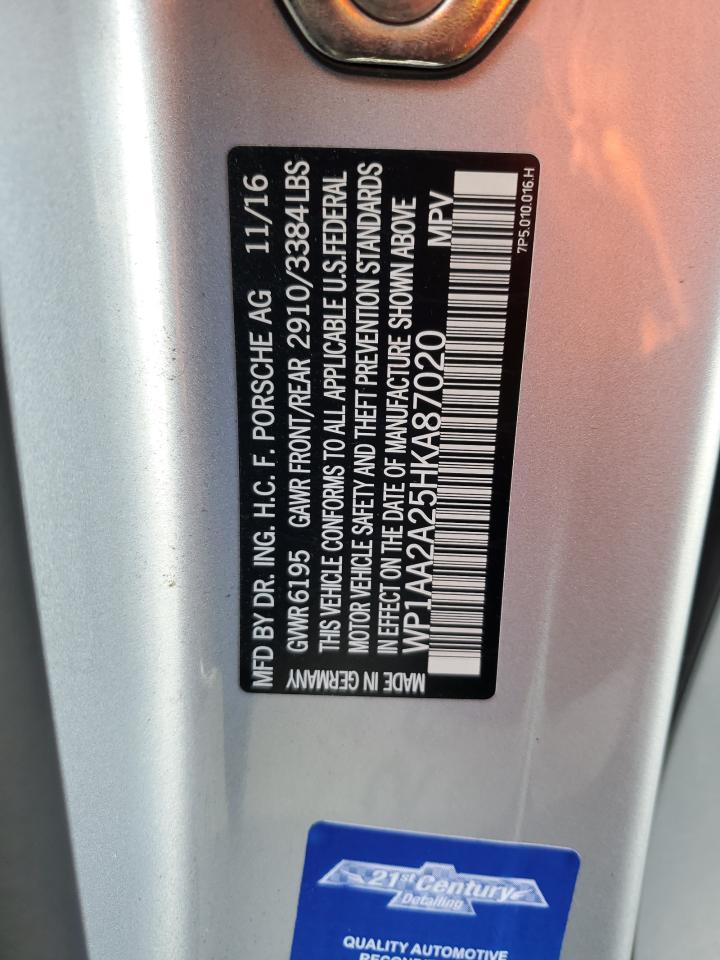 MFD BY DR. ING. H.C. F. PORSCHE AG 11/16
GVWR 6195 GAWR FRONT/REAR 2910/3384LBS
THIS VEHICLE CONFORMS TO ALL APPLICABLE U.S.FEDERAL
MOTOR VEHICLE SAFETY AND THEFT PREVENTION STANDARDS
IN EFFECT ON THE DATE OF MANUFACTURE SHOWN ABOVE
WP1AA2A25HKA87020 MPV
MADE IN GERMANY
7P5.010.016.H
21st Century
Detailing
QUALITY AUTOMOTIVE